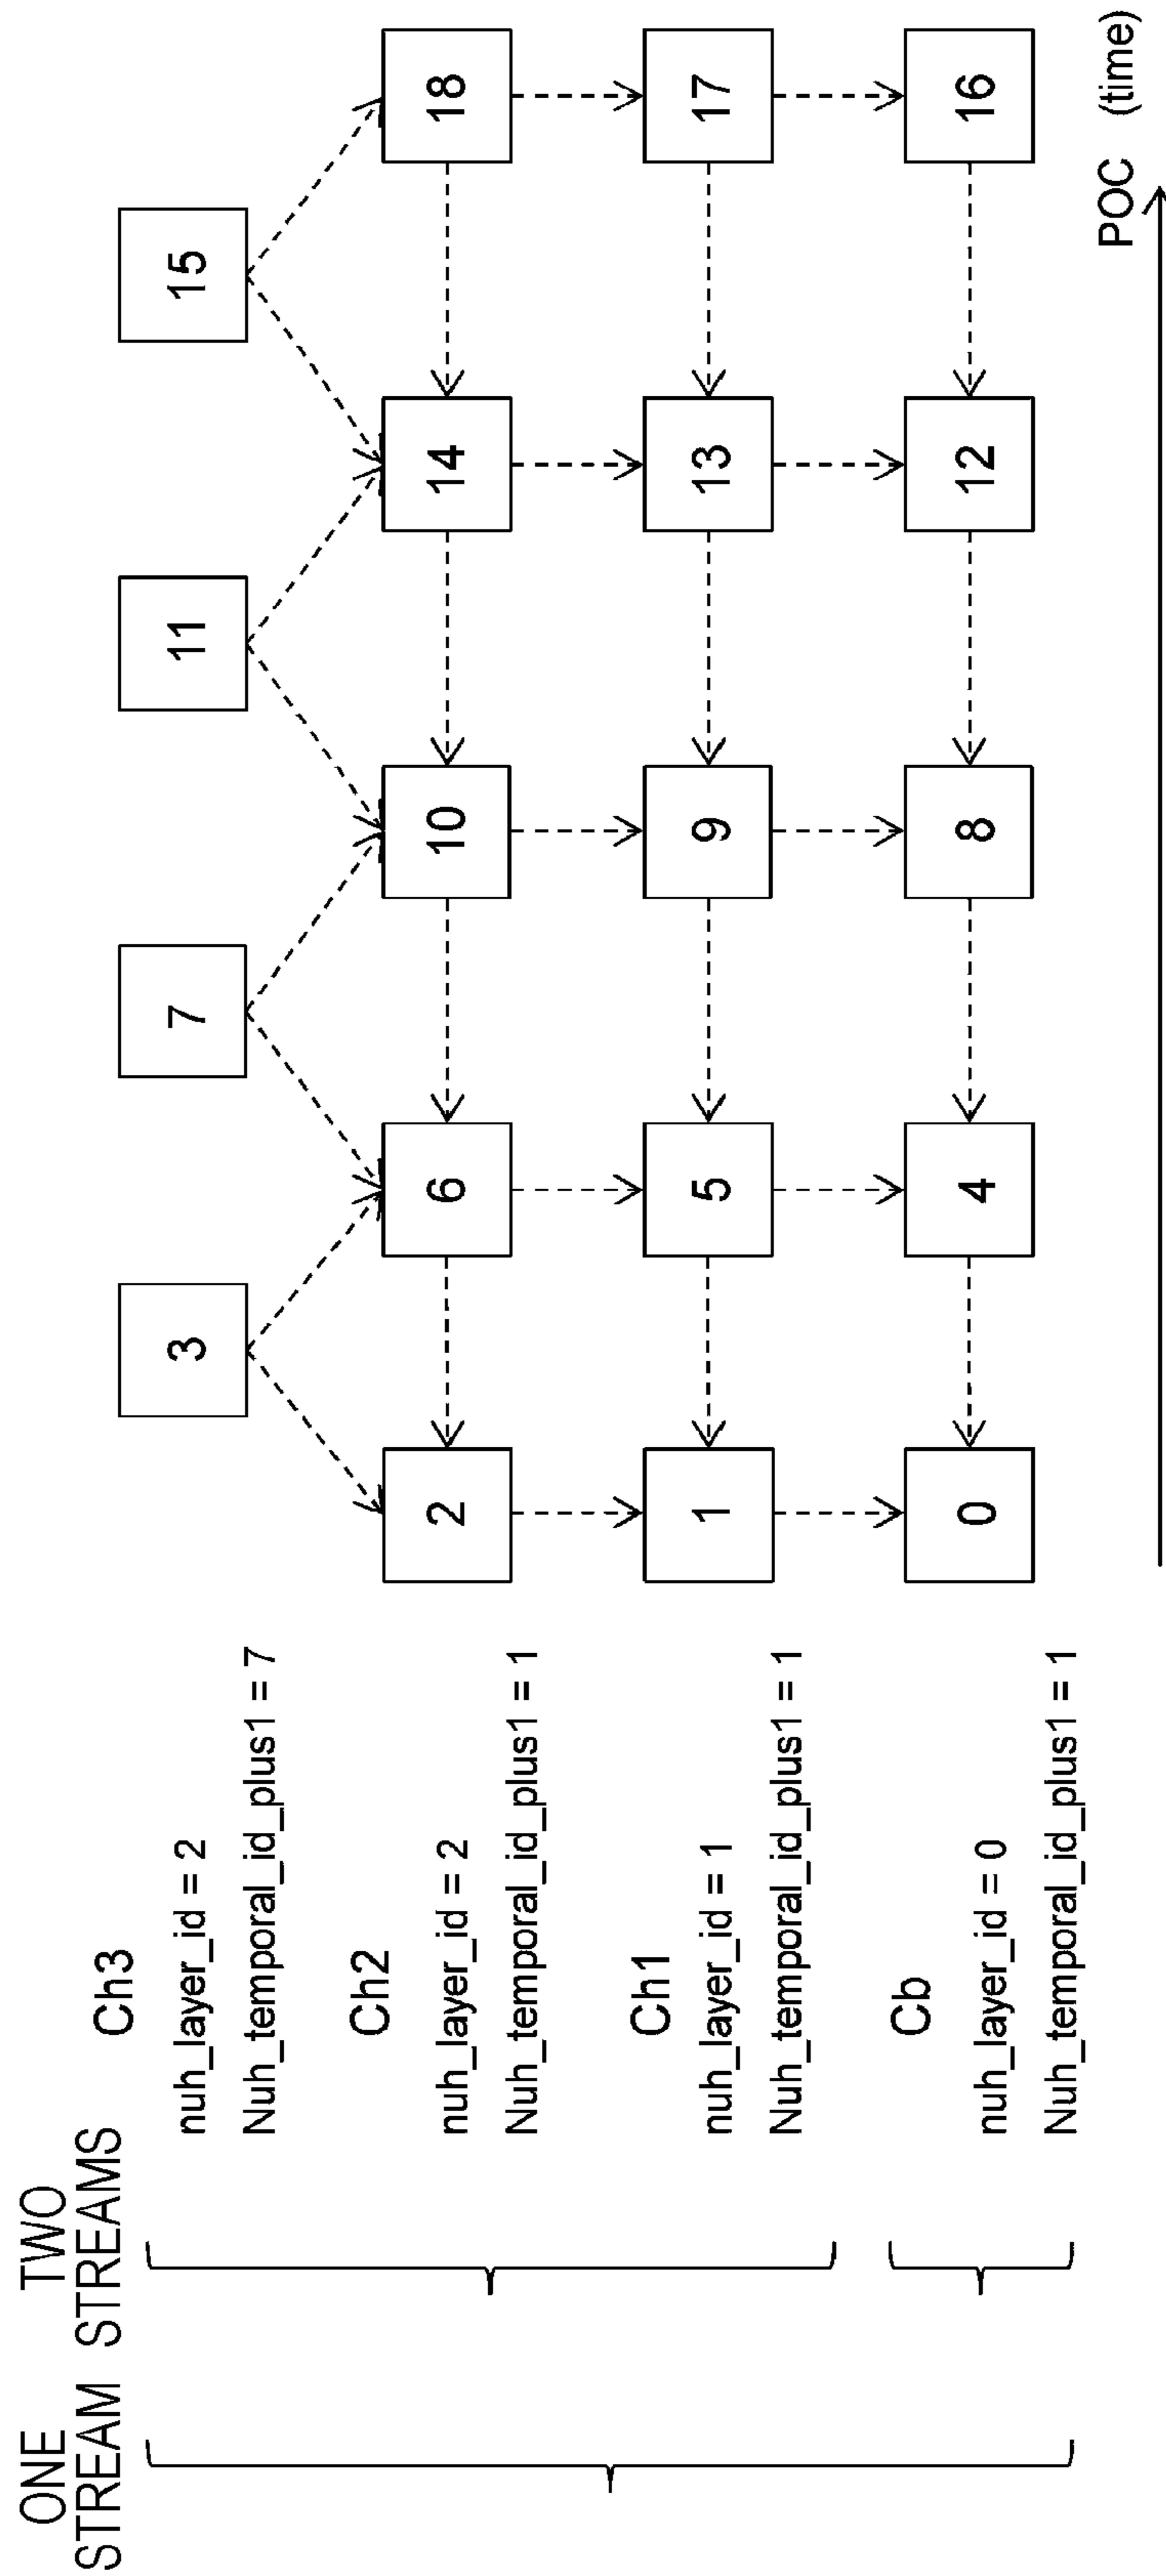 ONE
STREAM
TWO
STREAMS
Ch3
nuh_layer_id = 2
Nuh_temporal_id_plus1 = 7
3
7
11
15
Ch2
nuh_layer_id = 2
Nuh_temporal_id_plus1 = 1
2
6
10
14
18
Ch1
nuh_layer_id = 1
Nuh_temporal_id_plus1 = 1
1
5
9
13
17
Cb
nuh_layer_id = 0
Nuh_temporal_id_plus1 = 1
0
4
8
12
16
POC (time)